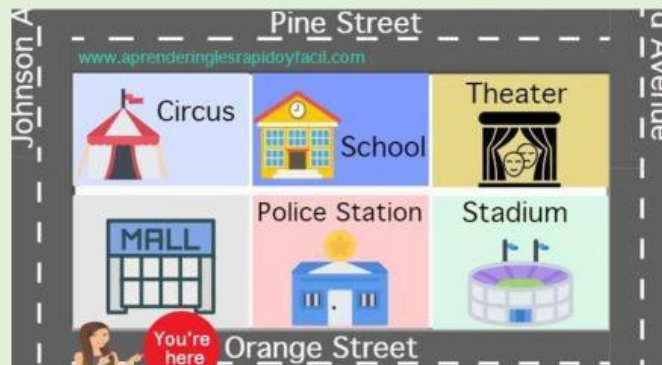 Pine Street
www.aprenderinglesrapidoyfacil.com
Johnson A
Avenue
Circus
School
Theater
MALL
Police Station
Stadium
You're
here
Orange Street